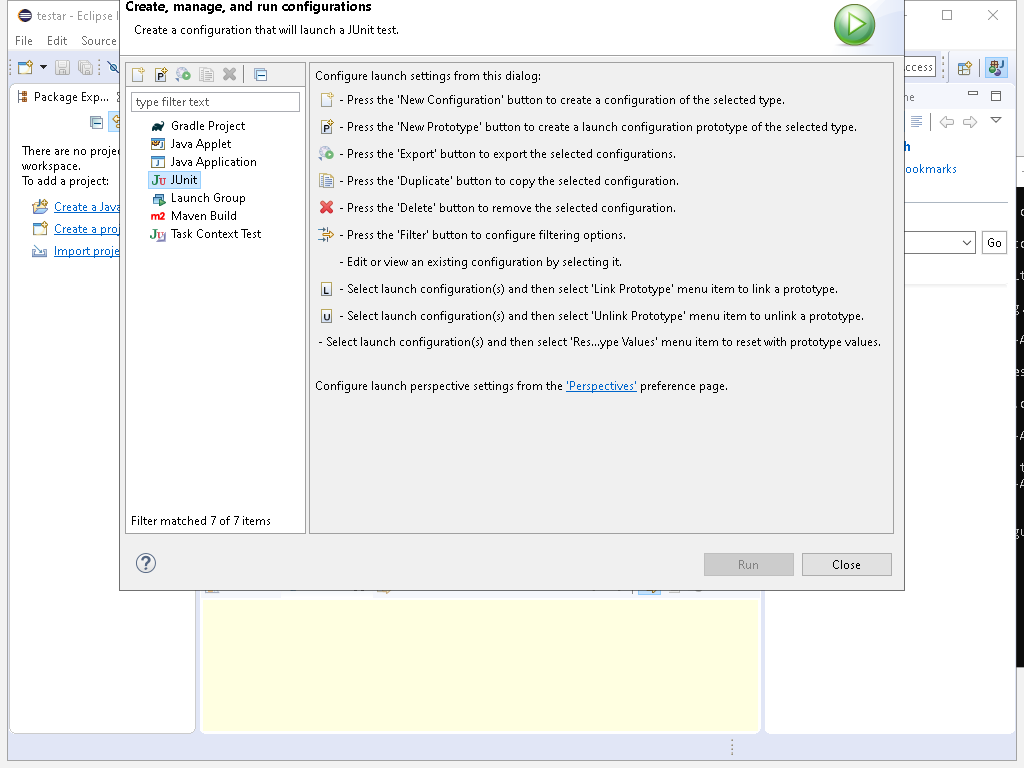 testar - Eclipse I
File Edit Source
Create, manage, and run configurations
Create a configuration that will launch a JUnit test.
Package Exp...
There are no proje
workspace.
To add a project:
Create a Java
Create a proj
Import proje
type filter text
Gradle Project
Java Applet
Java Application
JUnit
Launch Group
Maven Build
Task Context Test
Filter matched 7 of 7 items
Configure launch settings from this dialog:
- Press the 'New Configuration' button to create a configuration of the selected type.
- Press the 'New Prototype' button to create a launch configuration prototype of the selected type.
- Press the 'Export' button to export the selected configurations.
- Press the 'Duplicate' button to copy the selected configuration.
- Press the 'Delete' button to remove the selected configuration.
- Press the 'Filter' button to configure filtering options.
- Edit or view an existing configuration by selecting it.
- Select launch configuration(s) and then select 'Link Prototype' menu item to link a prototype.
- Select launch configuration(s) and then select 'Unlink Prototype' menu item to unlink a prototype.
- Select launch configuration(s) and then select 'Res...ype Values' menu item to reset with prototype values.
Configure launch perspective settings from the 'Perspectives' preference page.
Run
Close
ccess
ne
h
ookmarks
Go